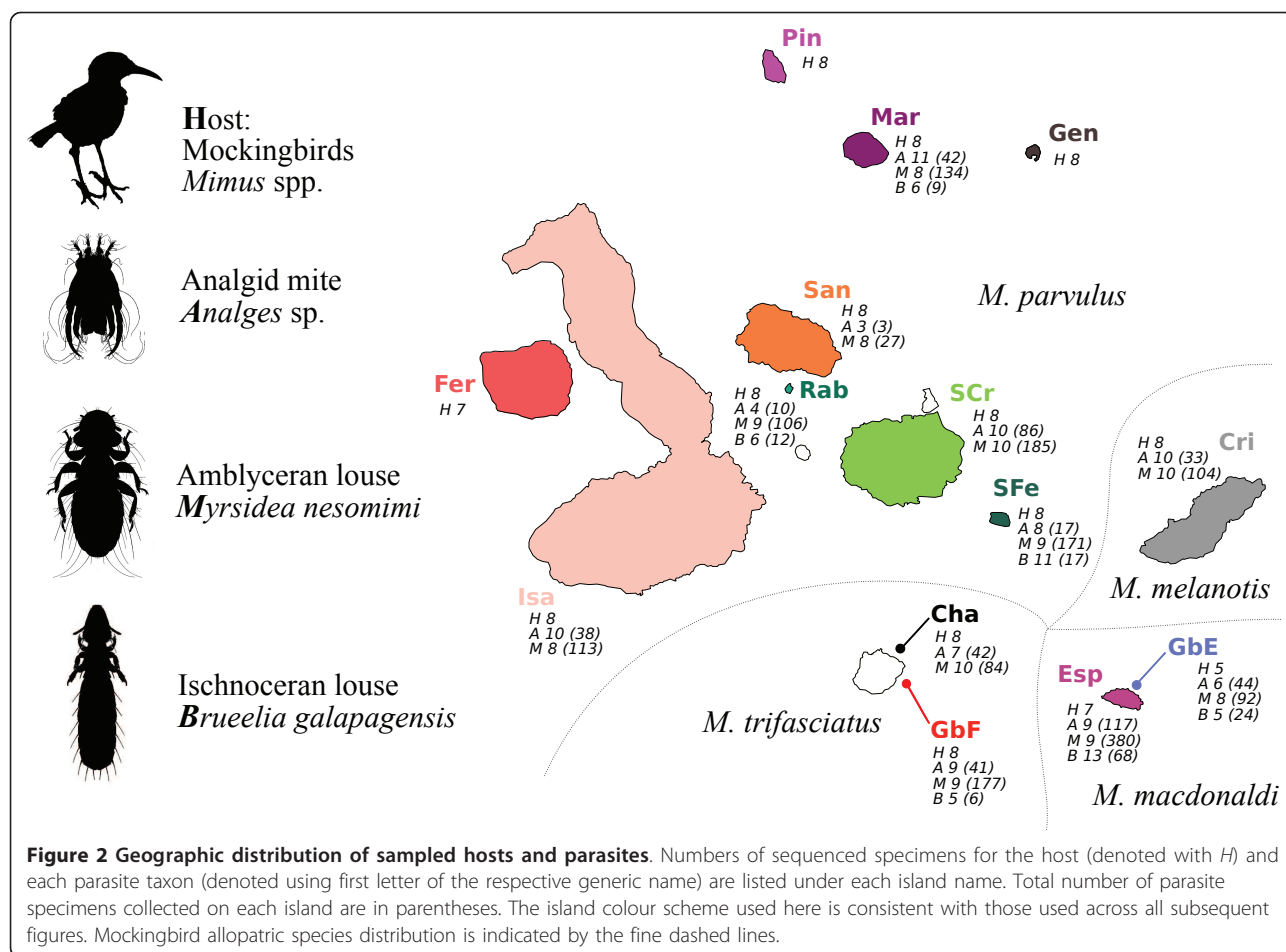 Host:
Mockingbirds
Mimus spp.
Analgid mite
Analges sp.
Amblyceran louse
Myrsidea nesomimi
Ischnoceran louse
Brueelia galapagensis
Pin
H 8
Mar
H 8
A 11 (42)
M 8 (134)
B 6 (9)
Gen
H 8
San
H 8
A 3 (3)
M 8 (27)
M. parvulus
Fer
H 7
Rab
H 8
A 4 (10)
M 9 (106)
B 6 (12)
SCr
H 8
A 10 (86)
M 10 (185)
Cri
H 8
A 10 (33)
M 10 (104)
SFe
H 8
A 8 (17)
M 9 (171)
B 11 (17)
M. melanotis
Isa
H 8
A 10 (38)
M 8 (113)
Cha
H 8
A 7 (42)
M 10 (84)
GbF
H 8
A 9 (41)
M 9 (177)
B 5 (6)
M. trifasciatus
Esp
H 7
A 9 (117)
M 9 (380)
B 13 (68)
GbE
H 5
A 6 (44)
M 8 (92)
B 5 (24)
M. macdonaldi
Figure 2 Geographic distribution of sampled hosts and parasites. Numbers of sequenced specimens for the host (denoted with H) and
each parasite taxon (denoted using first letter of the respective generic name) are listed under each island name. Total number of parasite
specimens collected on each island are in parentheses. The island colour scheme used here is consistent with those used across all subsequent
figures. Mockingbird allopatric species distribution is indicated by the fine dashed lines.